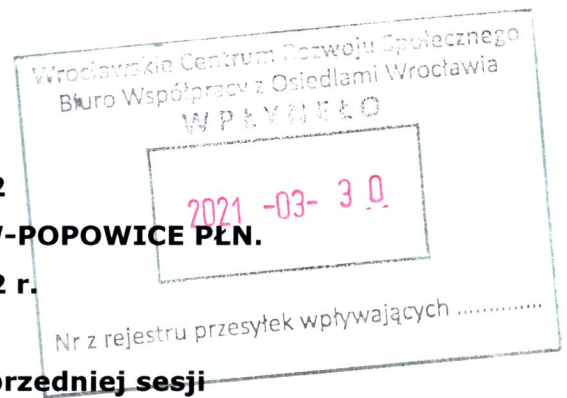 Wrocławskie Centrum Rozwoju Społecznego
Biuro Współpracy z Osiedlami Wrocławia
WPŁYNĘŁO
2
2021 -03- 30
-POPOWICE PŁN.
2 r.
Nr z rejestru przesyłek wpływających ..............
przedniej sesji